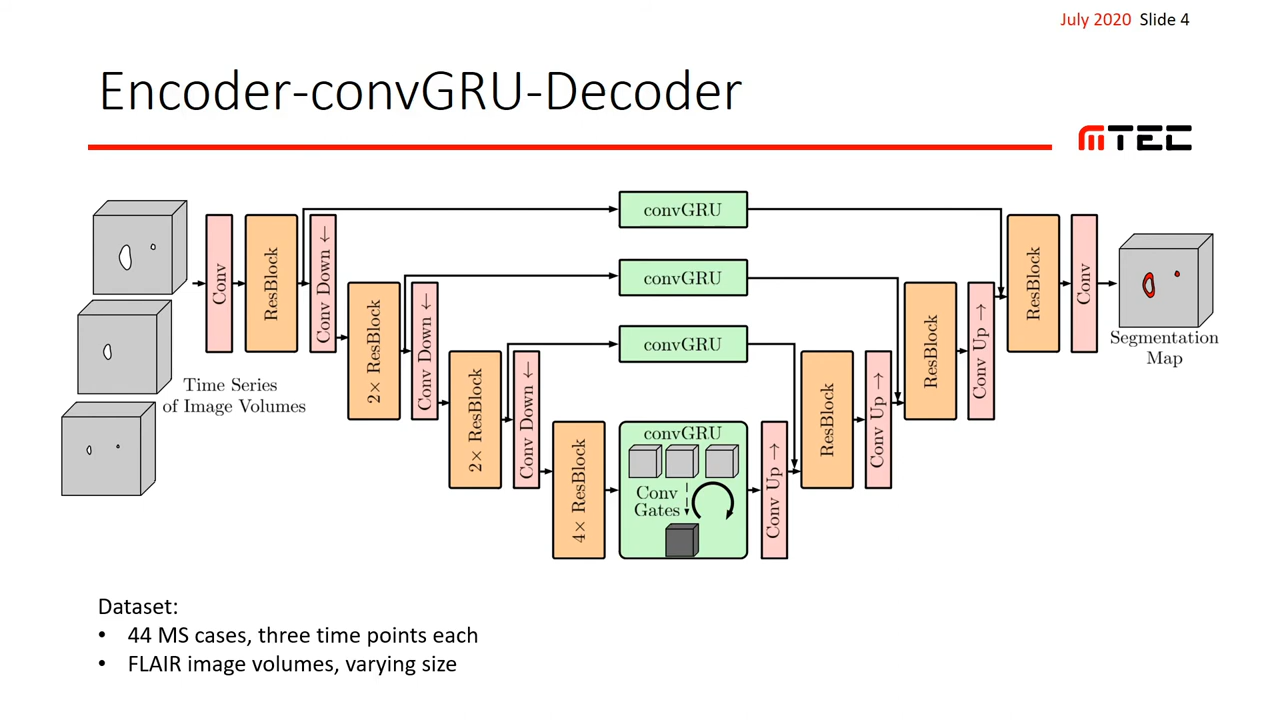 July 2020 Slide 4
Encoder-convGRU-Decoder
MTEC
convGRU
convGRU
convGRU
Conv
ResBlock
Conv Down ←
2× ResBlock
Conv Down ←
2× ResBlock
Conv Down ←
4× ResBlock
convGRU
Conv
Gates
Conv Up →
ResBlock
Conv Up →
ResBlock
Conv Up →
ResBlock
Conv
Time Series
of Image Volumes
Segmentation
Map
Dataset:
• 44 MS cases, three time points each
• FLAIR image volumes, varying size